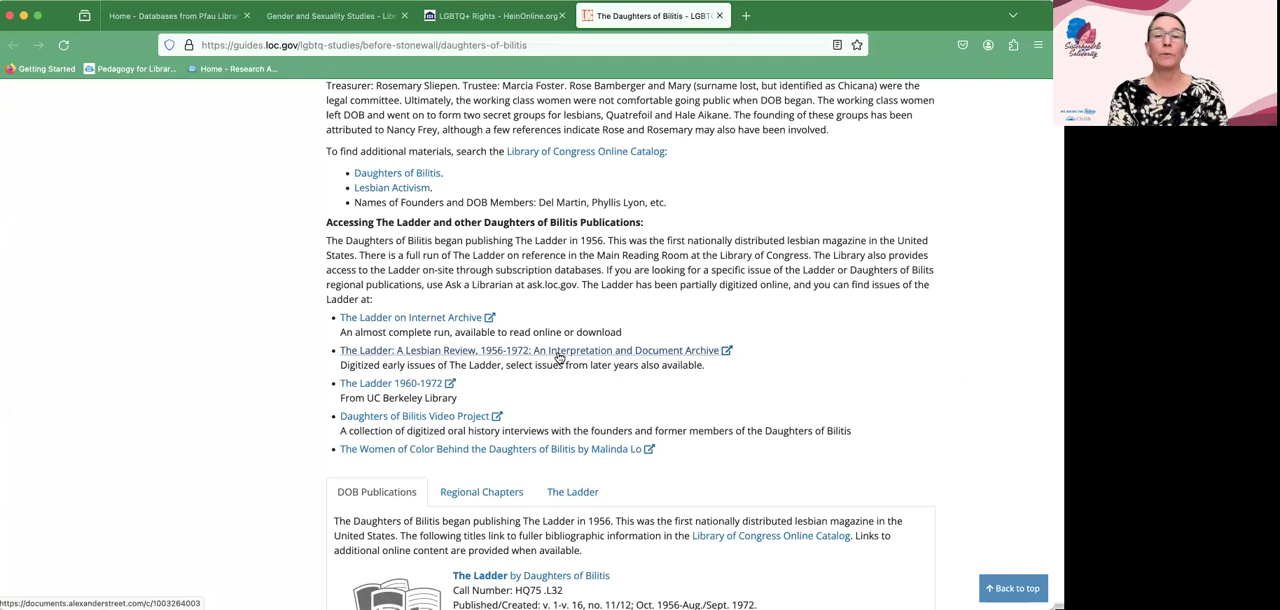 Home - Databases from Pfau Librar
Gender and Sexuality Studies - Libr
LGBTQ+ Rights - HeinOnline.org
The Daughters of Bilitis - LGBTQ
https://guides.loc.gov/lgbtq-studies/before-stonewall/daughters-of-bilitis
Getting Started
Pedagogy for Librar...
Home - Research A...
Sisterhood &
Solidarity
CSUSB
Treasurer: Rosemary Sliepen. Trustee: Marcia Foster. Rose Bamberger and Mary (surname lost, but identified as Chicana) were the
legal committee. Ultimately, the working class women were not comfortable going public when DOB began. The working class women
left DOB and went on to form two secret groups for lesbians, Quatrefoil and Hale Aikane. The founding of these groups has been
attributed to Nancy Frey, although a few references indicate Rose and Rosemary may also have been involved.
To find additional materials, search the Library of Congress Online Catalog:
• Daughters of Bilitis.
• Lesbian Activism.
• Names of Founders and DOB Members: Del Martin, Phyllis Lyon, etc.
Accessing The Ladder and other Daughters of Bilitis Publications:
The Daughters of Bilitis began publishing The Ladder in 1956. This was the first nationally distributed lesbian magazine in the United
States. There is a full run of The Ladder on reference in the Main Reading Room at the Library of Congress. The Library also provides
access to the Ladder on-site through subscription databases. If you are looking for a specific issue of the Ladder or Daughters of Bilits
regional publications, use Ask a Librarian at ask.loc.gov. The Ladder has been partially digitized online, and you can find issues of the
Ladder at:
• The Ladder on Internet Archive
An almost complete run, available to read online or download
• The Ladder: A Lesbian Review, 1956-1972: An Interpretation and Document Archive
Digitized early issues of The Ladder, select issues from later years also available.
• The Ladder 1960-1972
From UC Berkeley Library
• Daughters of Bilitis Video Project
A collection of digitized oral history interviews with the founders and former members of the Daughters of Bilitis
• The Women of Color Behind the Daughters of Bilitis by Malinda Lo
DOB Publications
Regional Chapters
The Ladder
The Daughters of Bilitis began publishing The Ladder in 1956. This was the first nationally distributed lesbian magazine in the
United States. The following titles link to fuller bibliographic information in the Library of Congress Online Catalog. Links to
additional online content are provided when available.
The Ladder by Daughters of Bilitis
Call Number: HQ75 .L32
Published/Created: v. 1-v. 16, no. 11/12; Oct. 1956-Aug./Sept. 1972.
Back to top
https://documents.alexanderstreet.com/c/1003264003